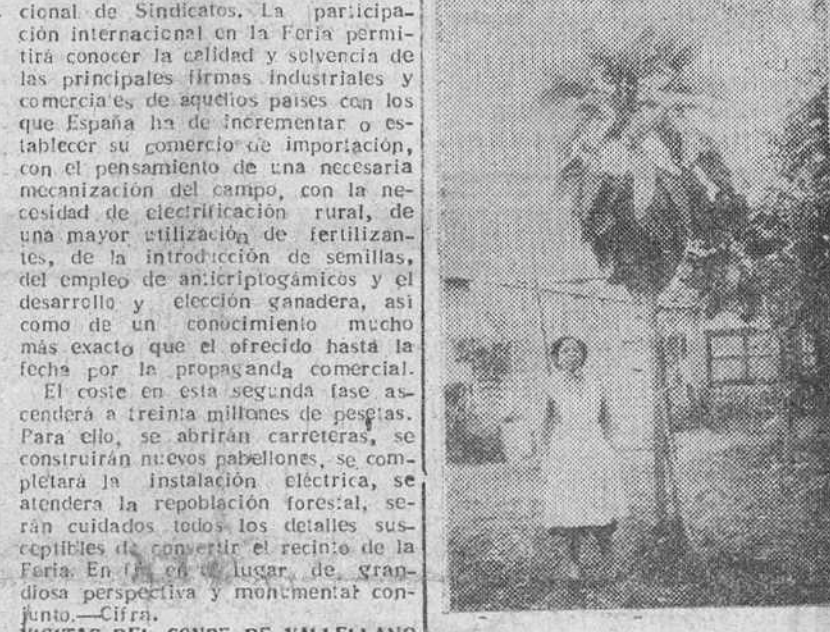 cional de Sindicatos. La participa-
ción internacional en la Feria permi-
tirá conocer la calidad y solvencia de
las principales firmas industriales y
comerciales de aquellos países con los
que España ha de incrementar o es-
tablecer su comercio de importación,
con el pensamiento de una necesaria
mecanización del campo, con la ne-
cesidad de electrificación rural, de
una mayor utilización de fertilizan-
tes, de la introducción de semillas,
del empleo de anticriptogámicos y el
desarrollo y elección ganadera, así
como de un conocimiento mucho
más exacto que el ofrecido hasta la
fecha por la propaganda comercial.
El coste en esta segunda fase as-
cenderá a treinta millones de pesetas.
Para ello, se abrirán carreteras, se
construirán nuevos pabellones, se com-
pletará la instalación eléctrica, se
atendera la repoblación forestal, se-
rán cuidados todos los detalles sus-
ceptibles de convertir el recinto de la
Feria. En lugar de gran-
diosa perspectiva y monumental con-
junto.—Cifra.
DEL CONDE DE VALLELLANO